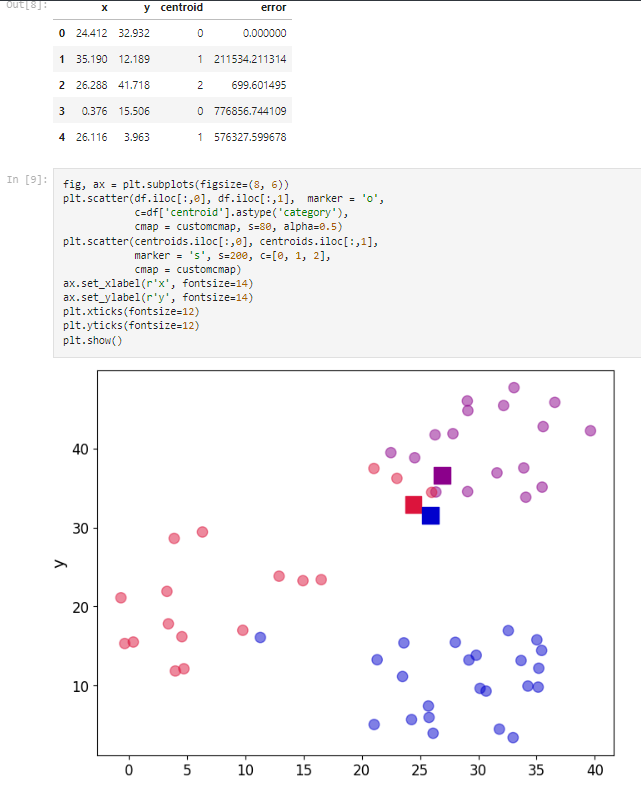 Out[8]:
x y centroid error
0 24.412 32.932 0 0.000000
1 35.190 12.189 1 211534.211314
2 26.288 41.718 2 699.601495
3 0.376 15.506 0 776856.744109
4 26.116 3.963 1 576327.599678
In [9]:
fig, ax = plt.subplots(figsize=(8, 6))
plt.scatter(df.iloc[:,0], df.iloc[:,1],  marker = 'o',
            c=df['centroid'].astype('category'),
            cmap = customcmap, s=80, alpha=0.5)
plt.scatter(centroids.iloc[:,0], centroids.iloc[:,1],
            marker = 's', s=200, c=[0, 1, 2],
            cmap = customcmap)
ax.set_xlabel(r'x', fontsize=14)
ax.set_ylabel(r'y', fontsize=14)
plt.xticks(fontsize=12)
plt.yticks(fontsize=12)
plt.show()
40
30
y
20
10
0 5 10 15 20 25 30 35 40